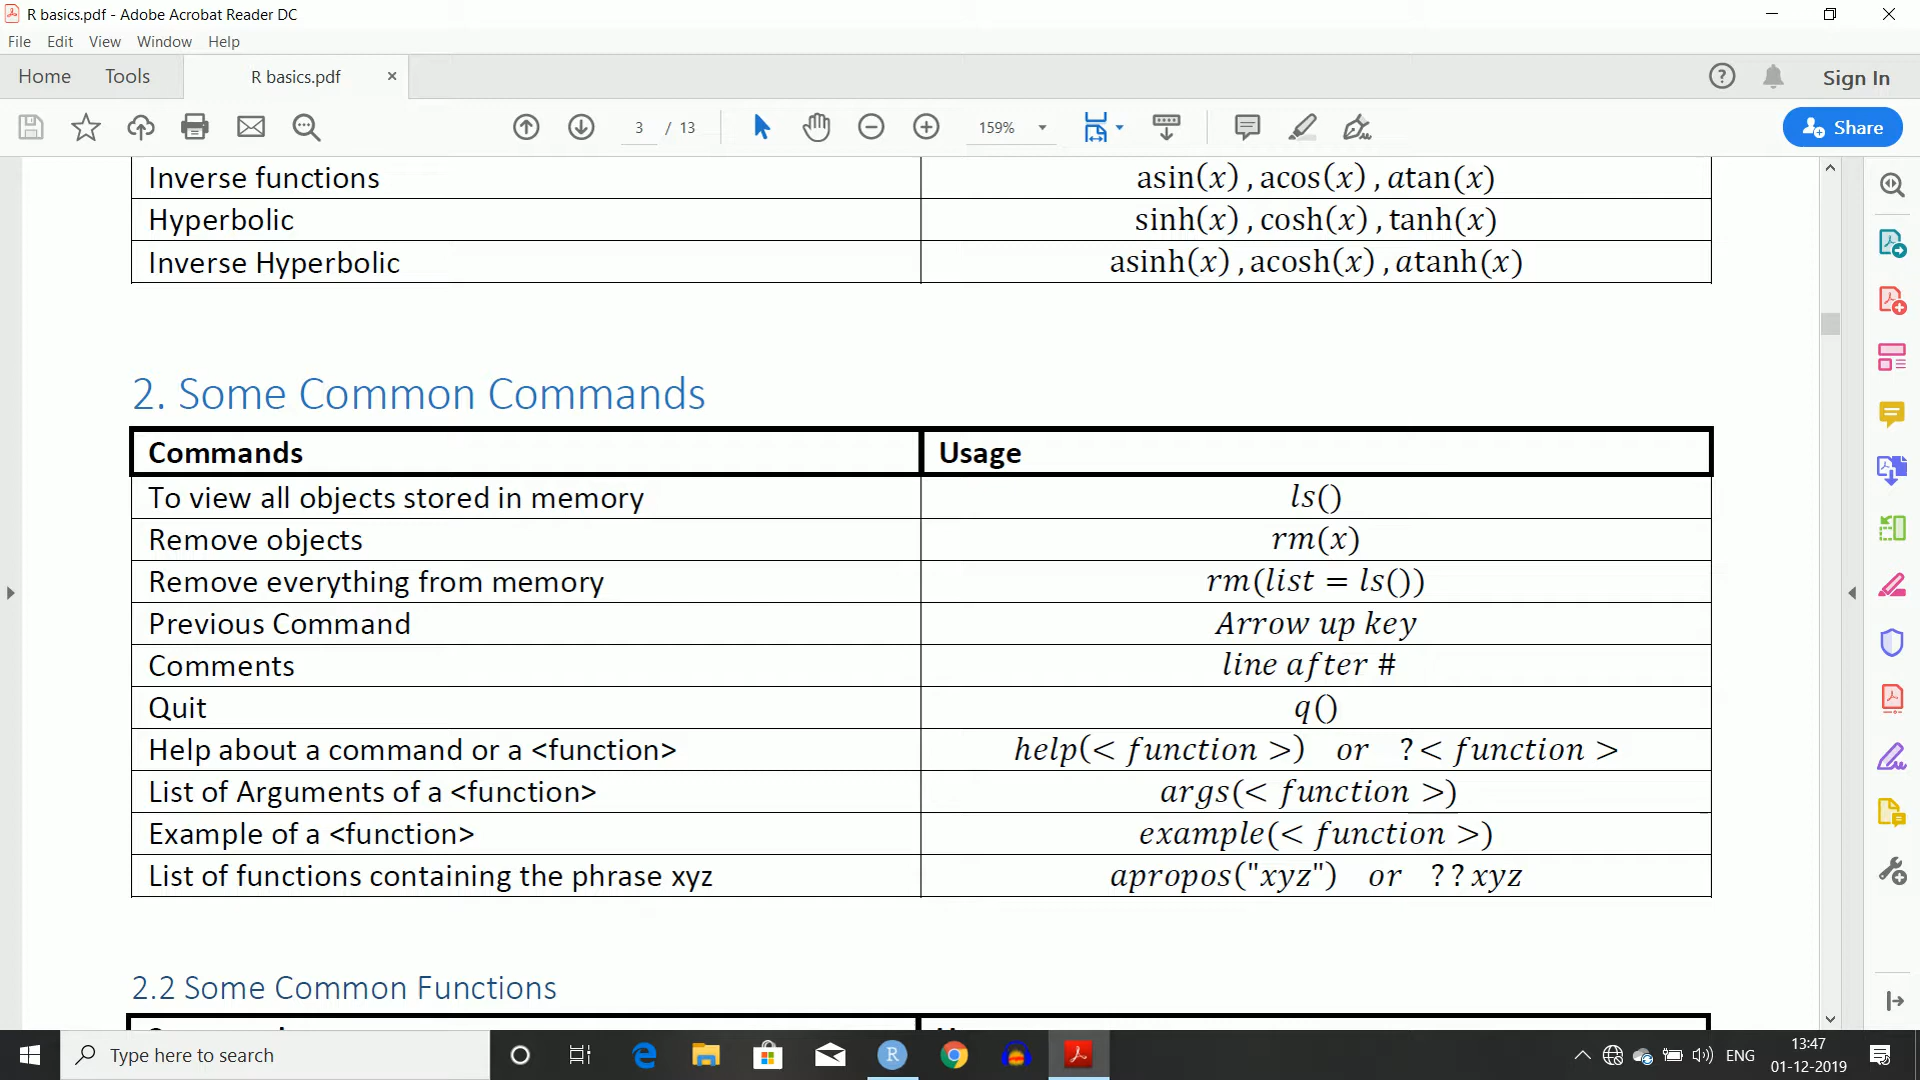 R basics.pdf - Adobe Acrobat Reader DC
File Edit View Window Help
Home Tools R basics.pdf × ? Sign In
3 / 13 159% Share
Inverse functions asin(x) , acos(x) , atan(x)
Hyperbolic sinh(x) , cosh(x) , tanh(x)
Inverse Hyperbolic asinh(x) , acosh(x) , atanh(x)
2. Some Common Commands
Commands Usage
To view all objects stored in memory ls()
Remove objects rm(x)
Remove everything from memory rm(list = ls())
Previous Command Arrow up key
Comments line after #
Quit q()
Help about a command or a <function> help(< function >) or ?< function >
List of Arguments of a <function> args(< function >)
Example of a <function> example(< function >)
List of functions containing the phrase xyz apropos("xyz") or ??xyz
2.2 Some Common Functions
Type here to search R ENG 13:47
01-12-2019